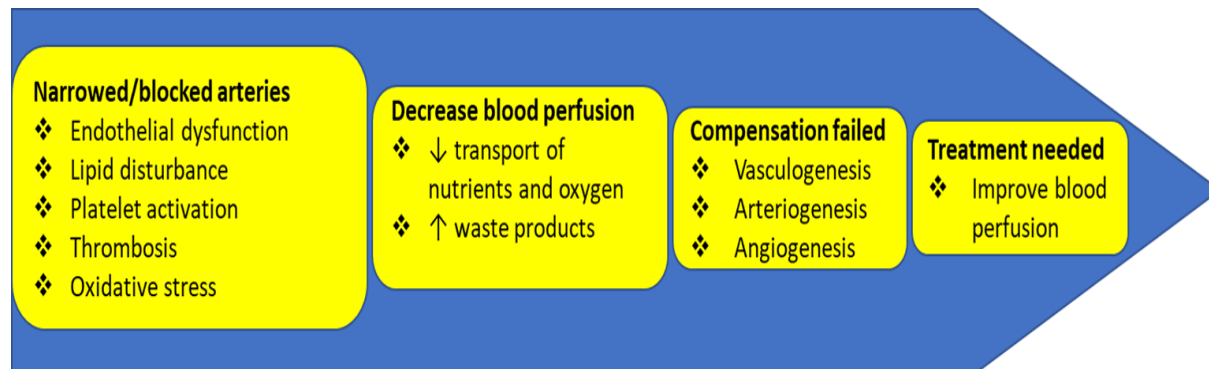 Narrowed/blocked arteries
❖ Endothelial dysfunction
❖ Lipid disturbance
❖ Platelet activation
❖ Thrombosis
❖ Oxidative stress
Decrease blood perfusion
❖ ↓ transport of
nutrients and oxygen
❖ ↑ waste products
Compensation failed
❖ Vasculogenesis
❖ Arteriogenesis
❖ Angiogenesis
Treatment needed
❖ Improve blood
perfusion